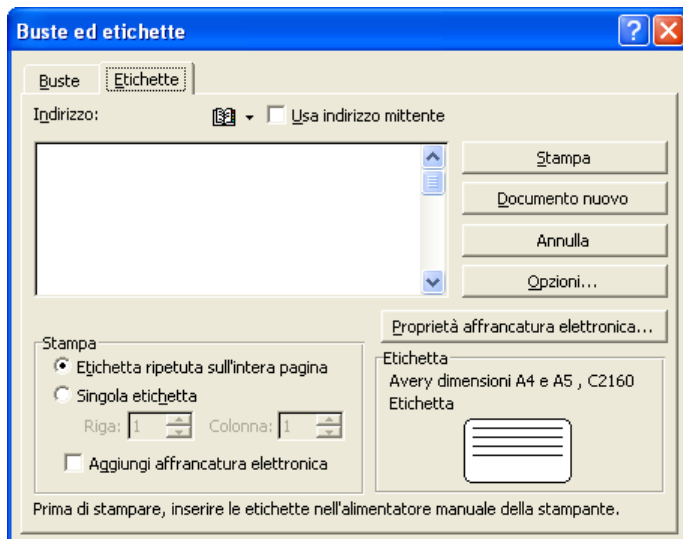 Buste ed etichette
Buste Etichette
Indirizzo: Usa indirizzo mittente
Stampa
Documento nuovo
Annulla
Opzioni...
Proprietà affrancatura elettronica...
Stampa
Etichetta ripetuta sull'intera pagina
Singola etichetta
Riga: 1 Colonna: 1
Aggiungi affrancatura elettronica
Etichetta
Avery dimensioni A4 e A5 , C2160
Etichetta
Prima di stampare, inserire le etichette nell'alimentatore manuale della stampante.